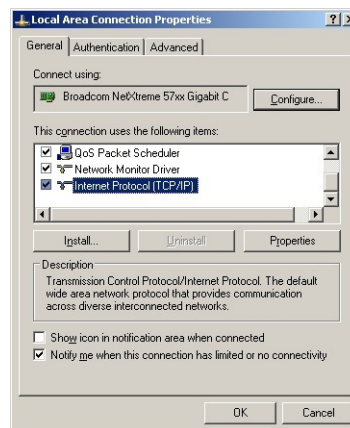 Local Area Connection Properties
General Authentication Advanced
Connect using:
Broadcom NetXtreme 57xx Gigabit C
Configure...
This connection uses the following items:
QoS Packet Scheduler
Network Monitor Driver
Internet Protocol (TCP/IP)
Install... Uninstall Properties
Description
Transmission Control Protocol/Internet Protocol. The default
wide area network protocol that provides communication
across diverse interconnected networks.
Show icon in notification area when connected
Notify me when this connection has limited or no connectivity
OK Cancel